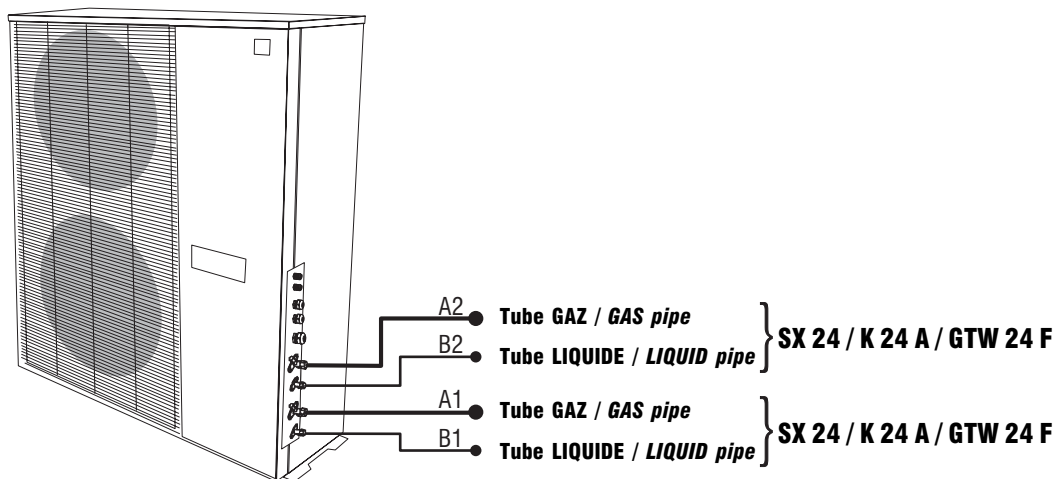 A2 Tube GAZ / GAS pipe
B2 Tube LIQUIDE / LIQUID pipe
SX 24 / K 24 A / GTW 24 F
A1 Tube GAZ / GAS pipe
B1 Tube LIQUIDE / LIQUID pipe
SX 24 / K 24 A / GTW 24 F